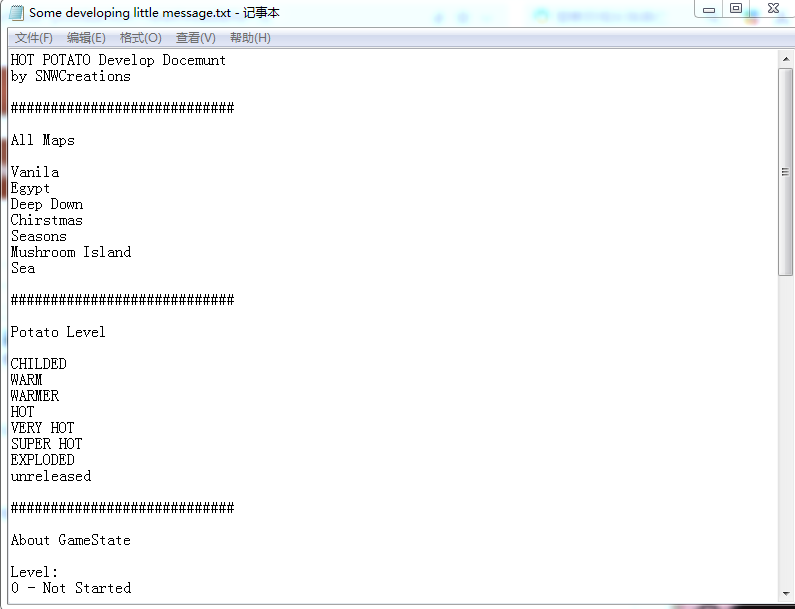 Some developing little message.txt - 记事本
文件(F) 编辑(E) 格式(O) 查看(V) 帮助(H)
HOT POTATO Develop Docemunt
by SNWCreations
############################
All Maps
Vanila
Egypt
Deep Down
Chirstmas
Seasons
Mushroom Island
Sea
############################
Potato Level
CHILDED
WARM
WARMER
HOT
VERY HOT
SUPER HOT
EXPLODED
unreleased
############################
About GameState
Level:
0 - Not Started